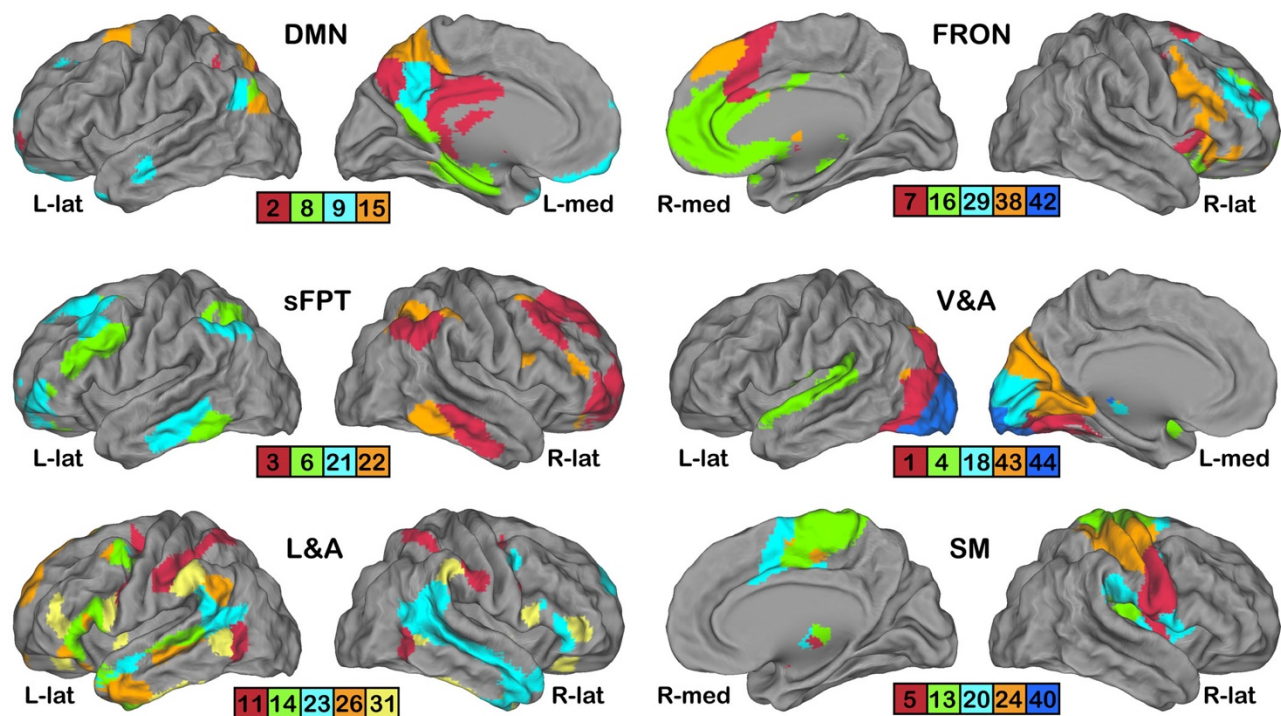 DMN
L-lat
L-med
2 8 9 15
FRON
R-med
R-lat
7 16 29 38 42
sFPT
L-lat
R-lat
3 6 21 22
V&A
L-lat
L-med
1 4 18 43 44
L&A
L-lat
R-lat
11 14 23 26 31
SM
R-med
R-lat
5 13 20 24 40